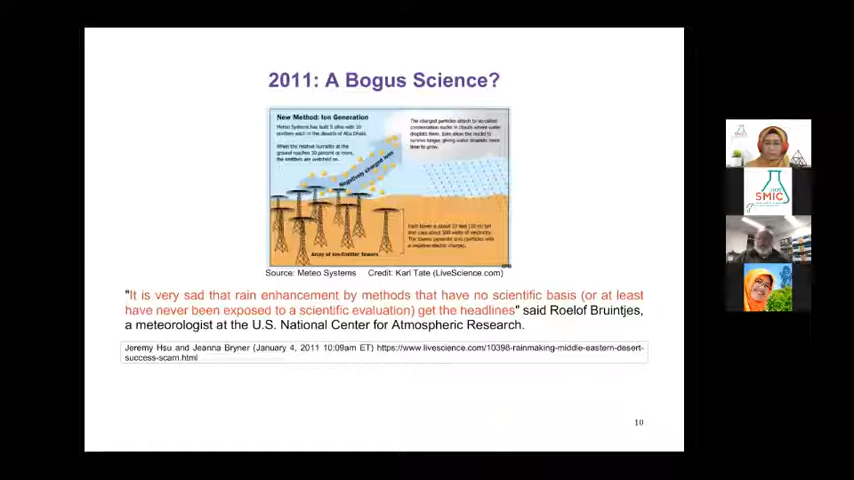 2011: A Bogus Science?
New Method: Ion Generation
Meteo Systems has built 5 sites with 10
emitters each in the deserts of Abu Dhabi.
When the relative humidity at the
ground reaches 30 percent or more,
the emitters are switched on.
The charged particles attach to so-called
condensation nuclei in clouds where water
droplets form. Ions allow the nuclei to
survive longer, giving water droplets more
time to grow.
Negatively charged ions
Each tower is about 33 feet (10 m) tall
and uses about 500 watts of electricity.
The towers generate ions (particles with
a negative electric charge).
Array of Ion-Emitter Towers
Source: Meteo Systems Credit: Karl Tate (LiveScience.com)
"It is very sad that rain enhancement by methods that have no scientific basis (or at least
have never been exposed to a scientific evaluation) get the headlines" said Roelof Bruintjes,
a meteorologist at the U.S. National Center for Atmospheric Research.
Jeremy Hsu and Jeanna Bryner (January 4, 2011 10:09am ET) https://www.livescience.com/10398-rainmaking-middle-eastern-desert-
success-scam.html
10
SMIC